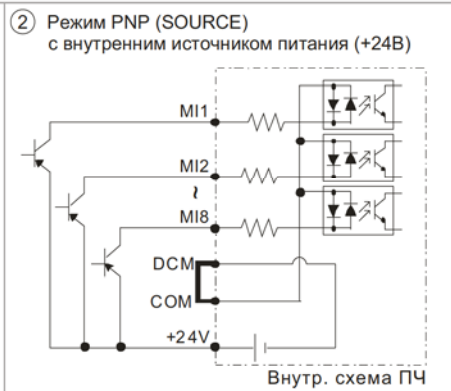 2 Режим PNP (SOURCE)
с внутренним источником питания (+24В)
MI1
MI2
~
MI8
DCM
COM
+24V
Внутр. схема ПЧ